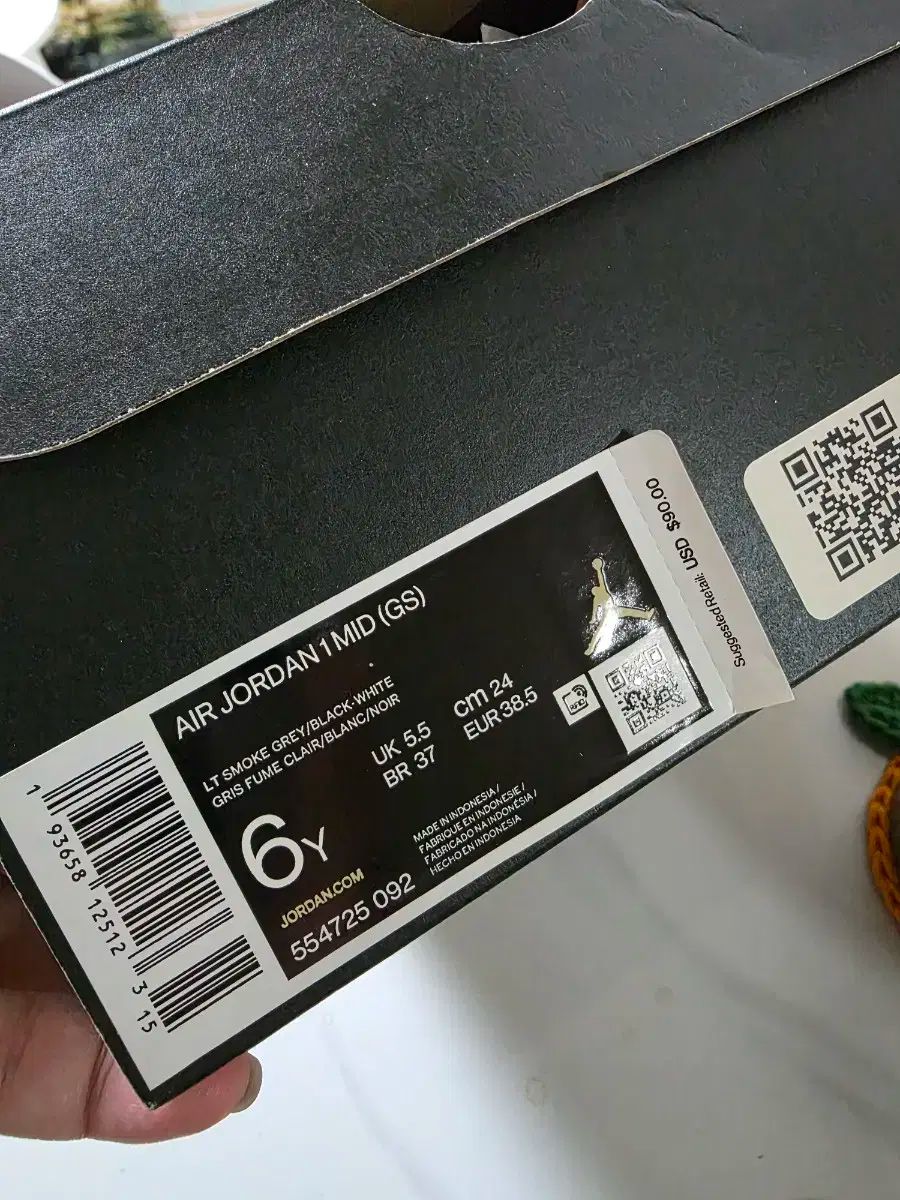 AIR JORDAN 1 MID (GS)
LT SMOKE GREY/BLACK-WHITE
GRIS FUME CLAIR/BLANC/NOIR
UK 5.5 cm 24
BR 37 EUR 38.5
6Y
MADE IN INDONESIA /
FABRIQUE EN INDONESIE /
FABRICADO NA INDONÉSIA /
HECHO EN INDONESIA
JORDAN.COM
554725 092
1 93658 12512 3 15
Suggested Retail: USD $90.00